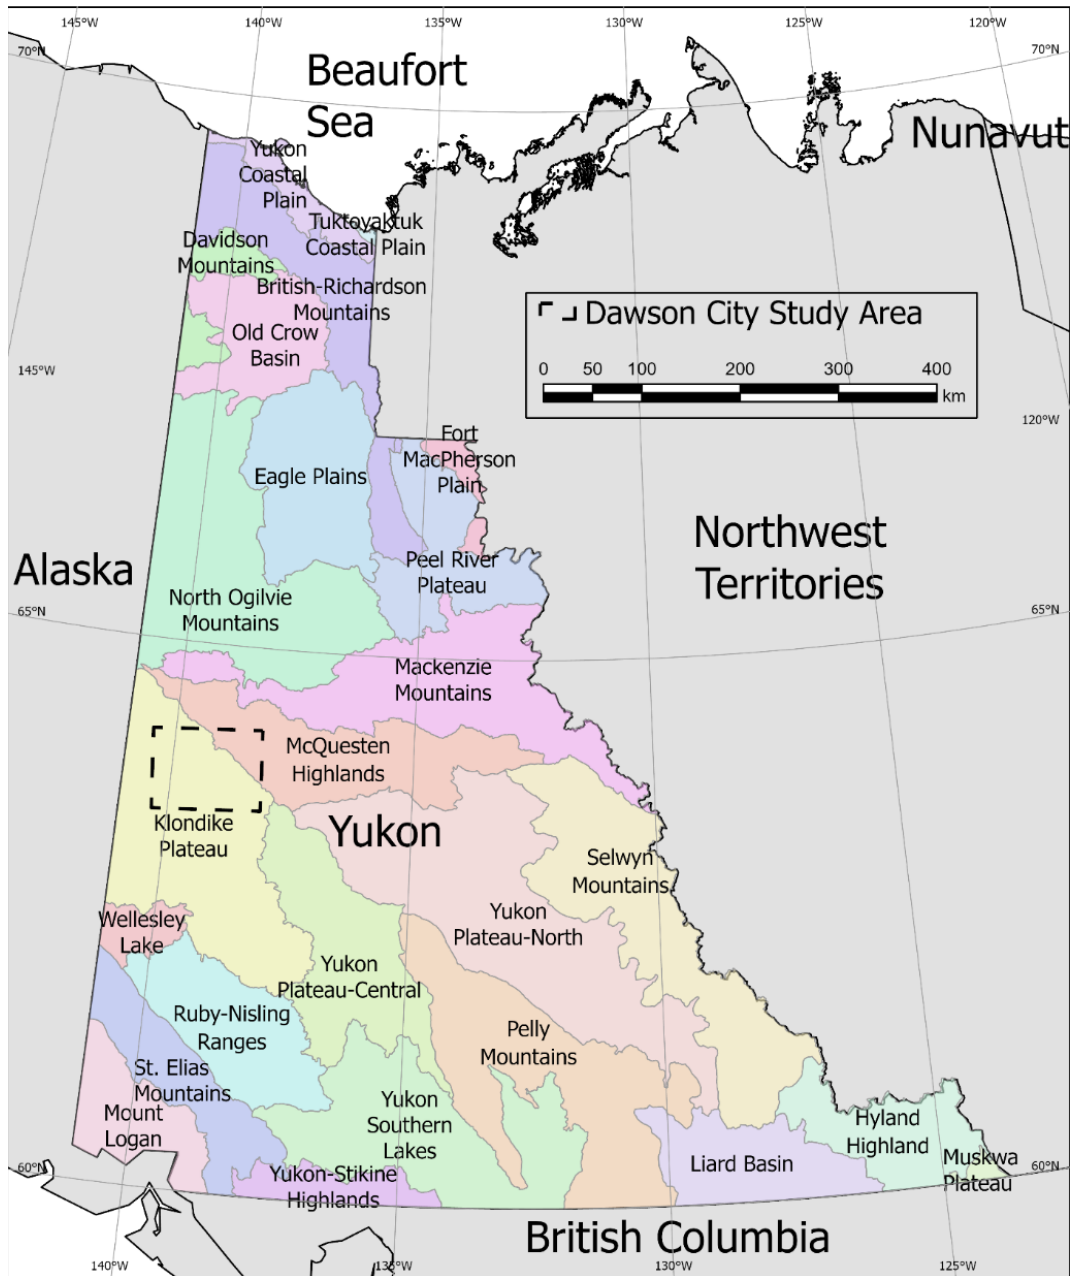 145°W
140°W
135°W
130°W
125°W
120°W
70°N
70°N
Beaufort
Sea
Nunavut
Yukon
Coastal
Plain
Tuktoyaktuk
Coastal Plain
Davidson
Mountains
British-Richardson
Mountains
Old Crow
Basin
Dawson City Study Area
0
50
100
200
300
400
km
145°W
120°W
Fort
MacPherson
Plain
Eagle Plains
Northwest
Territories
Alaska
Peel River
Plateau
North Ogilvie
Mountains
65°N
65°N
Mackenzie
Mountains
McQuesten
Highlands
Klondike
Plateau
Yukon
Selwyn
Mountains
Wellesley
Lake
Yukon
Plateau-North
Yukon
Plateau-Central
Ruby-Nisling
Ranges
Pelly
Mountains
St. Elias
Mountains
Mount
Logan
Yukon
Southern
Lakes
Hyland
Highland
Liard Basin
Muskwa
Plateau
60°N
60°N
Yukon-Stikine
Highlands
British Columbia
140°W
135°W
130°W
125°W